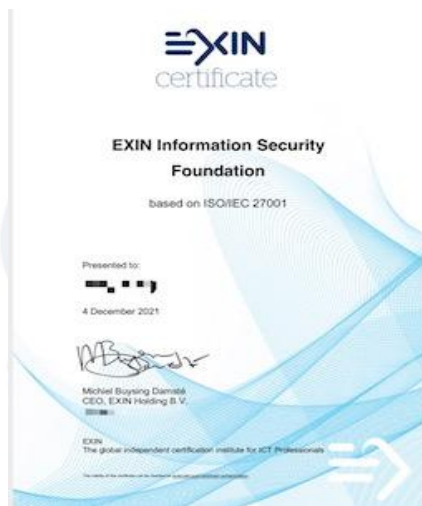 EXIN
certificate
EXIN Information Security
Foundation
based on ISO/IEC 27001
Presented to:
4 December 2021
Michiel Buysing Damsté
CEO, EXIN Holding B.V.
EXIN
The global independent certification institute for ICT Professionals